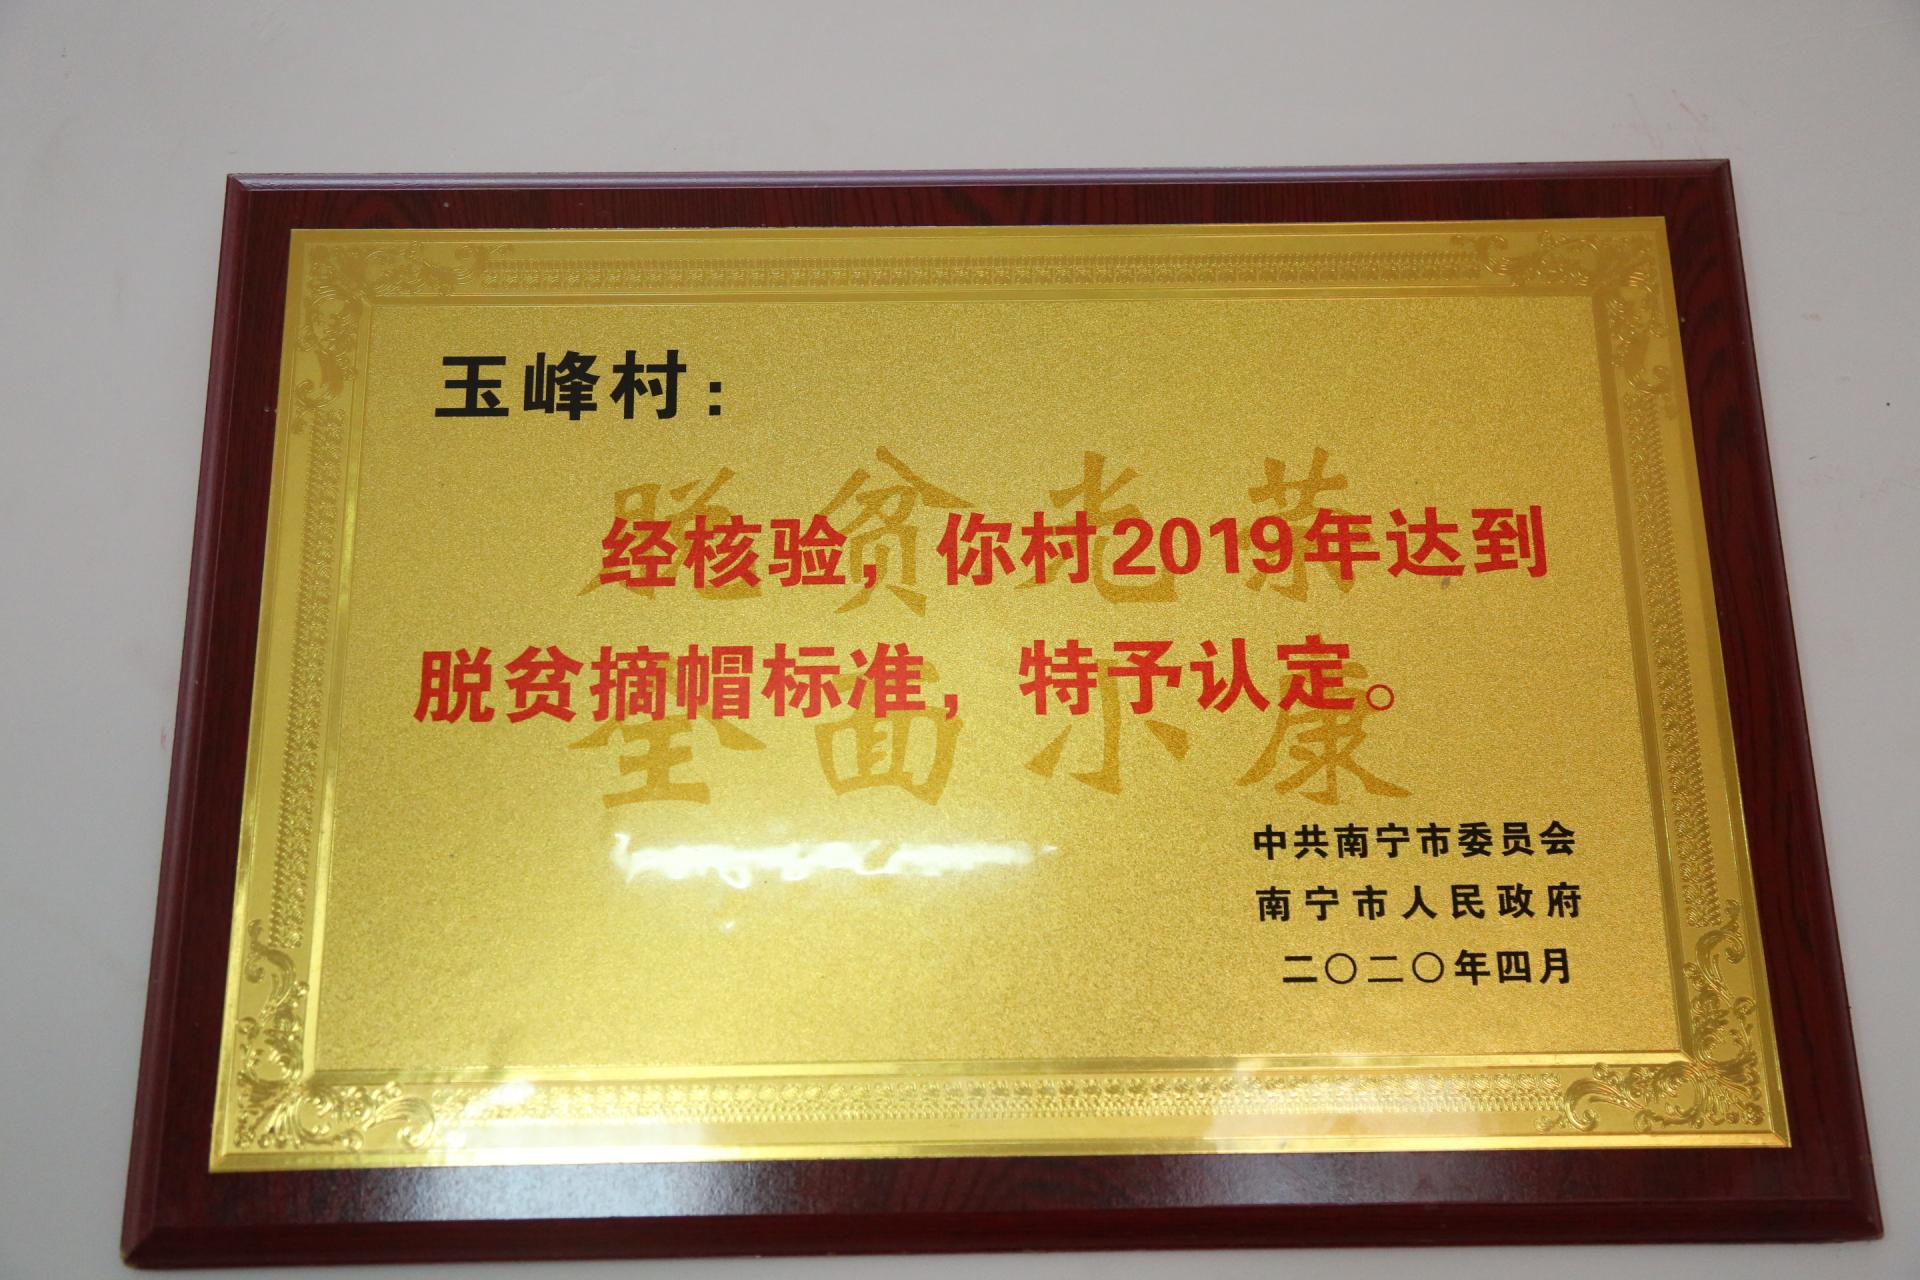 玉峰村：
脱贫光荣
经核验，你村2019年达到
脱贫摘帽标准，特予认定。
全面小康
中共南宁市委员会
南宁市人民政府
二〇二〇年四月